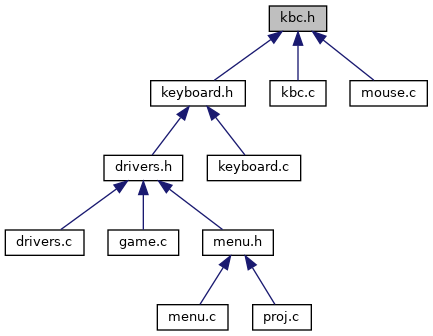 kbc.h
keyboard.h
kbc.c
mouse.c
drivers.h
keyboard.c
drivers.c
game.c
menu.h
menu.c
proj.c